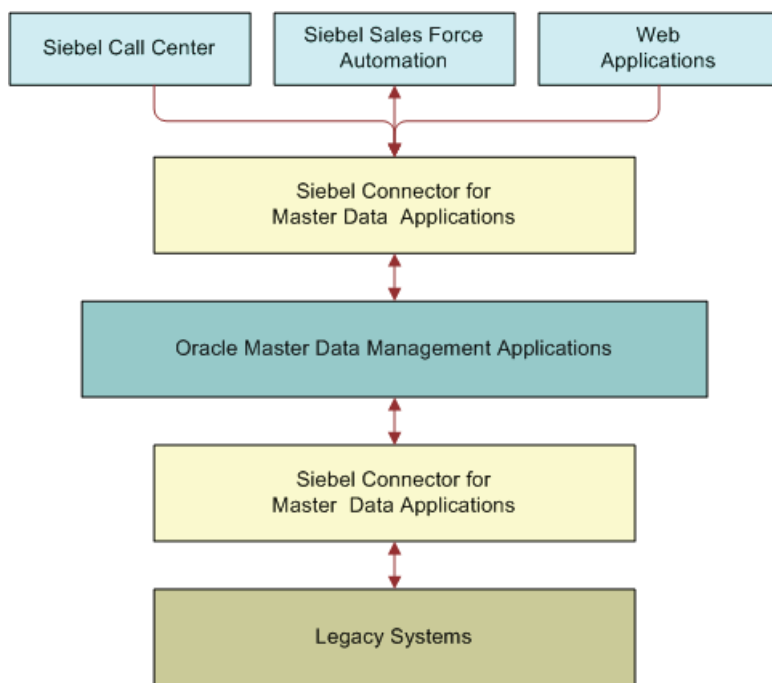 Siebel Call Center
Siebel Sales Force
Automation
Web
Applications
Siebel Connector for
Master Data Applications
Oracle Master Data Management Applications
Siebel Connector for
Master Data Applications
Legacy Systems